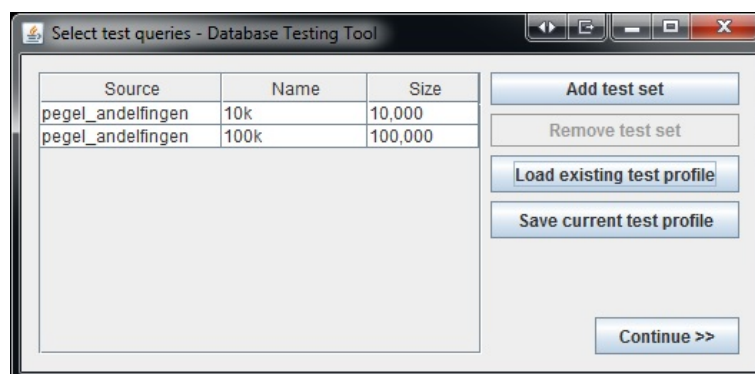 Select test queries - Database Testing Tool
Source Name Size
pegel_andelfingen 10k 10,000
pegel_andelfingen 100k 100,000
Add test set
Remove test set
Load existing test profile
Save current test profile
Continue >>